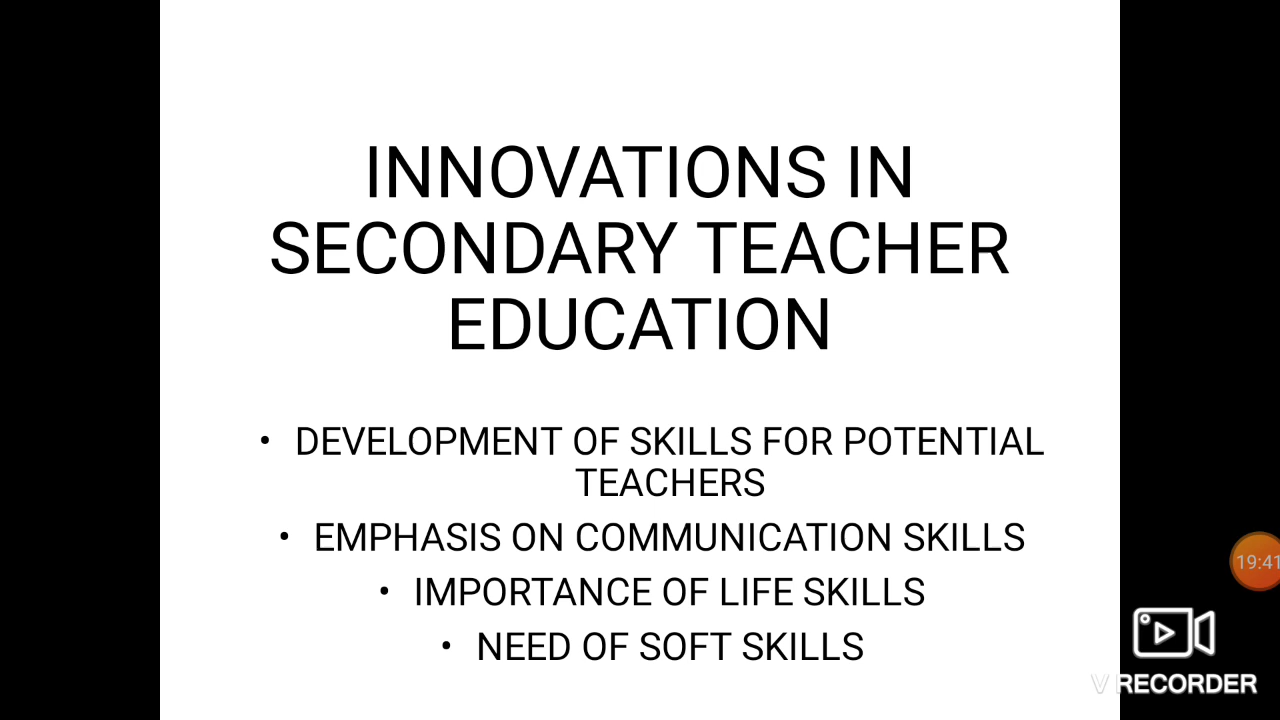 INNOVATIONS IN
SECONDARY TEACHER
EDUCATION
• DEVELOPMENT OF SKILLS FOR POTENTIAL
TEACHERS
• EMPHASIS ON COMMUNICATION SKILLS
• IMPORTANCE OF LIFE SKILLS
• NEED OF SOFT SKILLS
19:41
V RECORDER